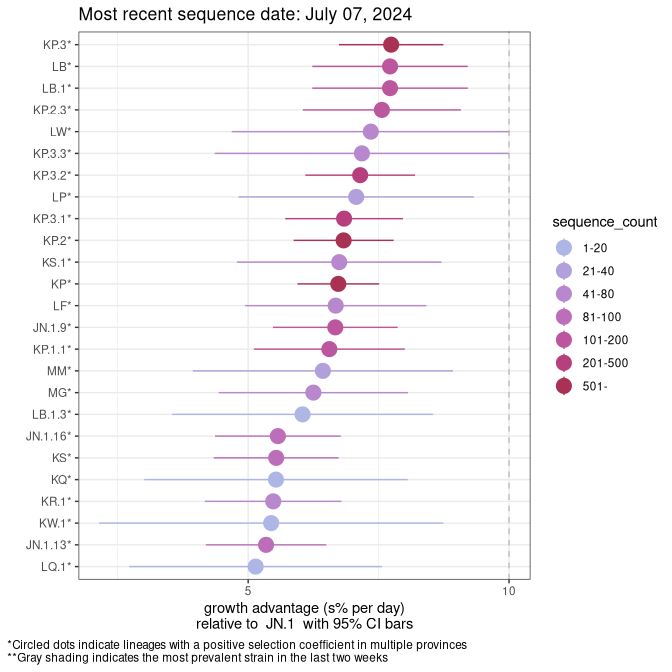 Most recent sequence date: July 07, 2024
KP.3*
LB*
LB.1*
KP.2.3*
LW*
KP.3.3*
KP.3.2*
LP*
KP.3.1*
KP.2*
KS.1*
KP*
LF*
JN.1.9*
KP.1.1*
MM*
MG*
LB.1.3*
JN.1.16*
KS*
KQ*
KR.1*
KW.1*
JN.1.13*
LQ.1*
5 10
growth advantage (s% per day)
relative to JN.1 with 95% CI bars
sequence_count
1-20
21-40
41-80
81-100
101-200
201-500
501-
*Circled dots indicate lineages with a positive selection coefficient in multiple provinces
**Gray shading indicates the most prevalent strain in the last two weeks